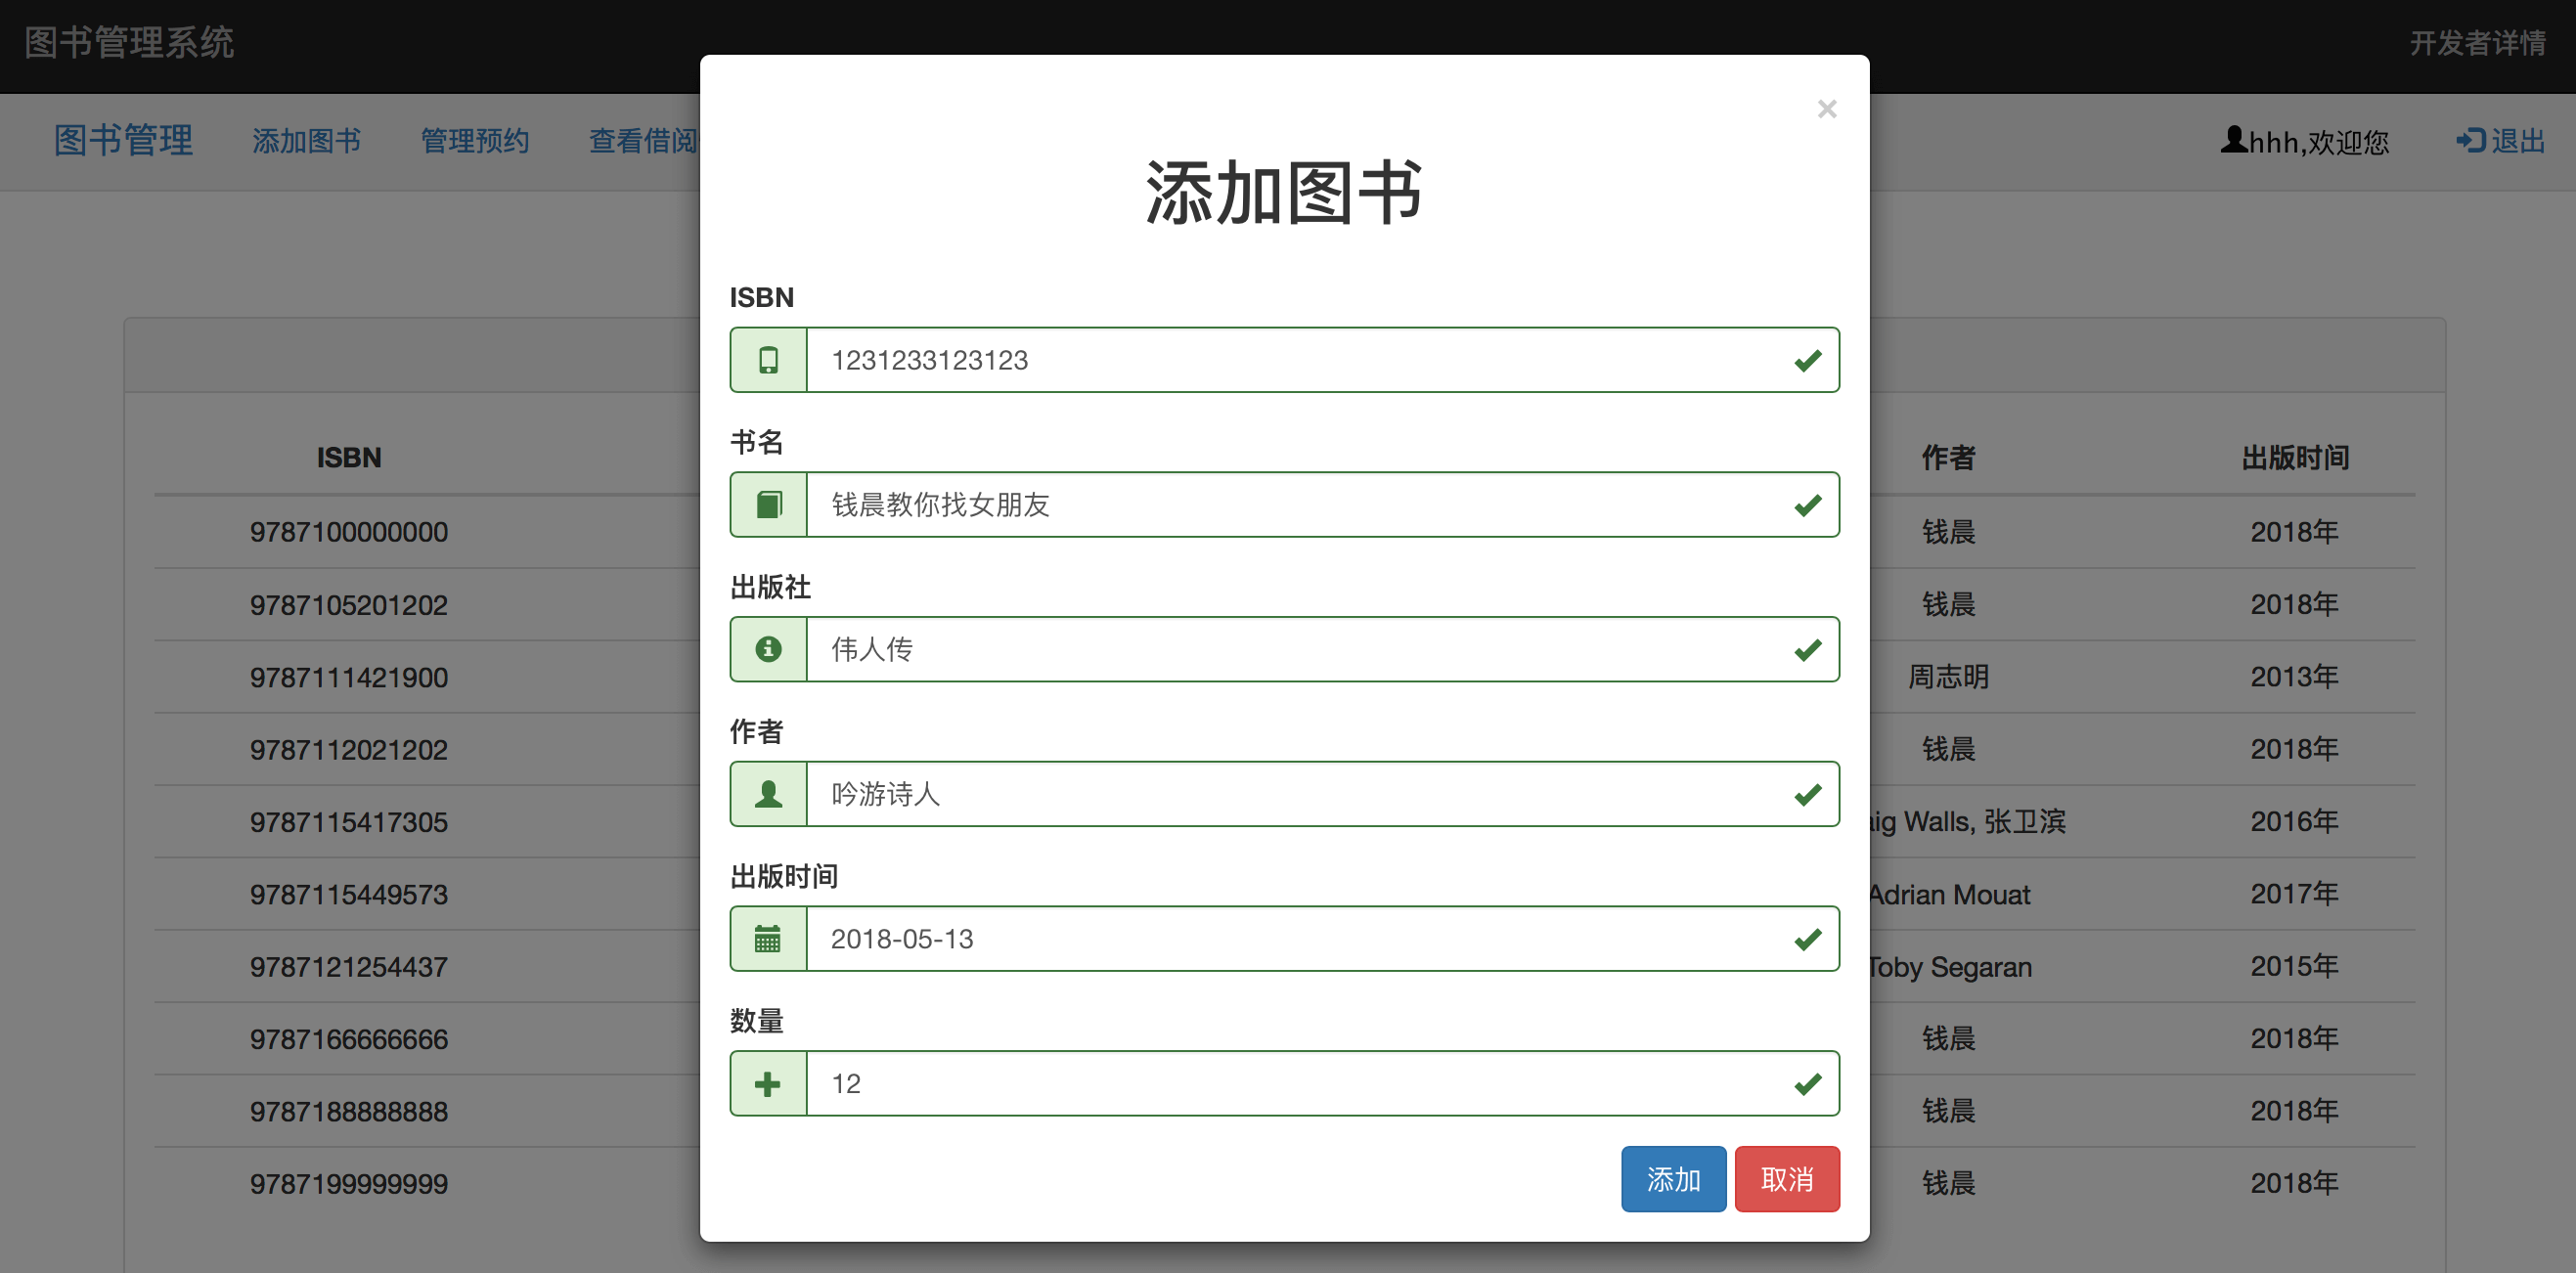 图书管理系统 开发者详情
图书管理 添加图书 管理预约 查看借阅 hhh,欢迎您 退出
×
添加图书
ISBN
1231233123123
书名
钱晨教你找女朋友
出版社
伟人传
作者
吟游诗人
出版时间
2018-05-13
数量
12
添加 取消
ISBN 作者 出版时间
9787100000000 钱晨 2018年
9787105201202 钱晨 2018年
9787111421900 周志明 2013年
9787112021202 钱晨 2018年
9787115417305 Walls, 张卫滨 2016年
9787115449573 Adrian Mouat 2017年
9787121254437 Toby Segaran 2015年
9787166666666 钱晨 2018年
9787188888888 钱晨 2018年
9787199999999 钱晨 2018年